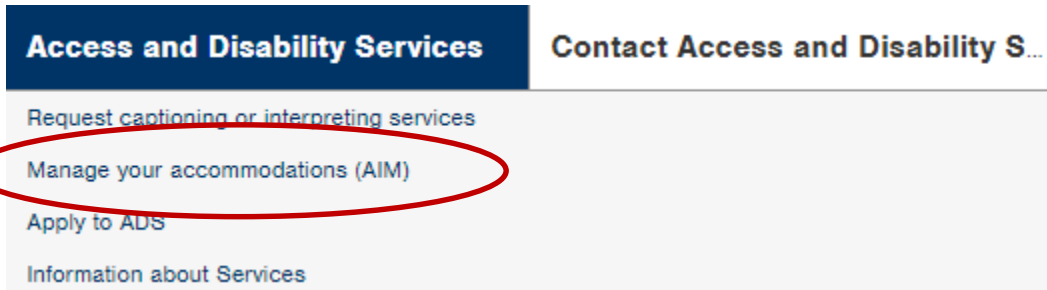 Access and Disability Services
Contact Access and Disability S...
Request captioning or interpreting services
Manage your accommodations (AIM)
Apply to ADS
Information about Services